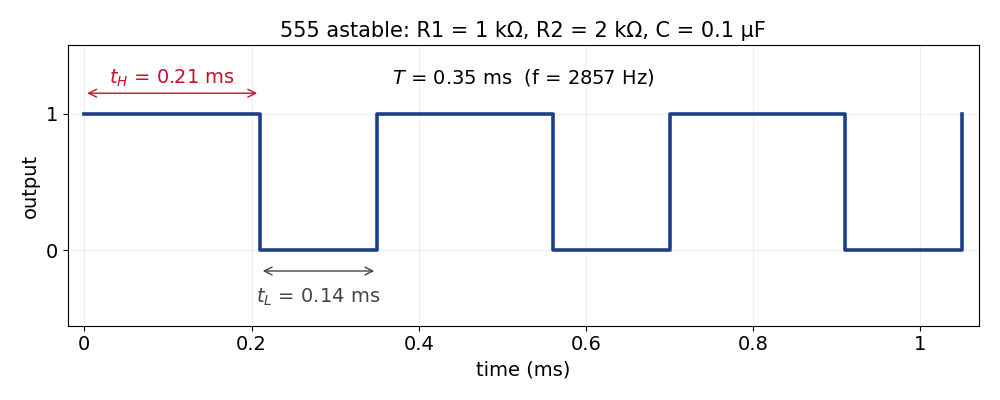 555 astable: R1 = 1 kΩ, R2 = 2 kΩ, C = 0.1 μF
t_H = 0.21 ms
T = 0.35 ms (f = 2857 Hz)
1
output
0
t_L = 0.14 ms
0 0.2 0.4 0.6 0.8 1
time (ms)